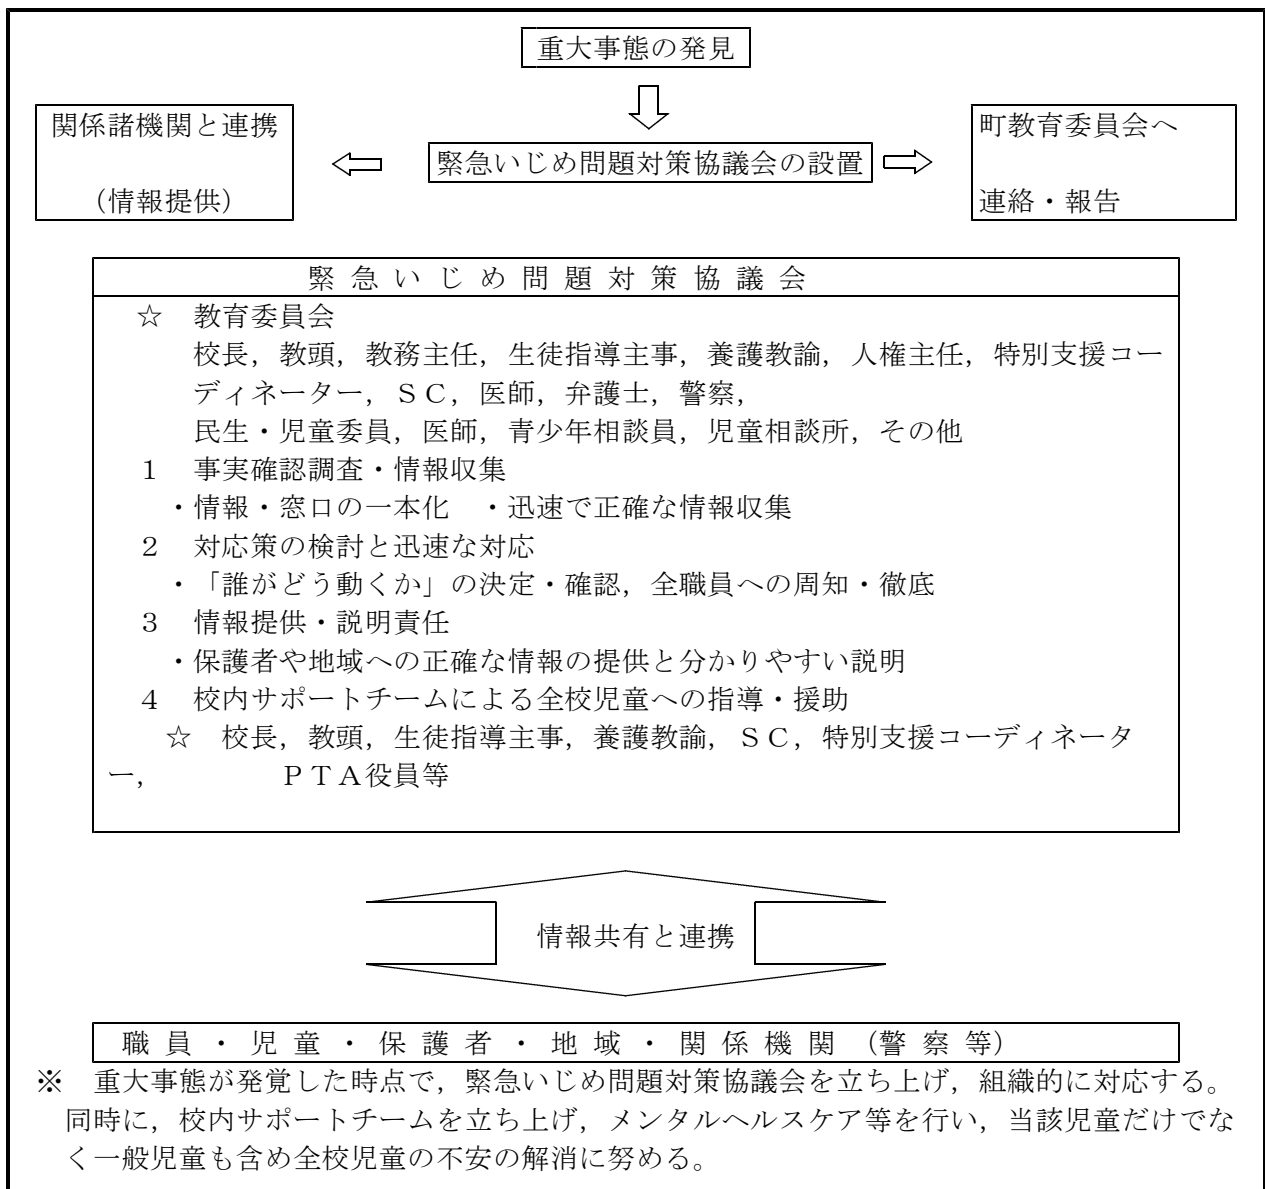 重大事態の発見
関係諸機関と連携
（情報提供）
緊急いじめ問題対策協議会の設置
町教育委員会へ
連絡・報告
緊急いじめ問題対策協議会
☆　教育委員会
校長，教頭，教務主任，生徒指導主事，養護教諭，人権主任，特別支援コー
ディネーター，ＳＣ，医師，弁護士，警察，
民生・児童委員，医師，青少年相談員，児童相談所，その他
１　事実確認調査・情報収集
・情報・窓口の一本化　・迅速で正確な情報収集
２　対応策の検討と迅速な対応
・「誰がどう動くか」の決定・確認，全職員への周知・徹底
３　情報提供・説明責任
・保護者や地域への正確な情報の提供と分かりやすい説明
４　校内サポートチームによる全校児童への指導・援助
☆　校長，教頭，生徒指導主事，養護教諭，ＳＣ，特別支援コーディネータ
ー，　　　　　ＰＴＡ役員等
情報共有と連携
職員・児童・保護者・地域・関係機関（警察等）
※　重大事態が発覚した時点で，緊急いじめ問題対策協議会を立ち上げ，組織的に対応する。
同時に，校内サポートチームを立ち上げ，メンタルヘルスケア等を行い，当該児童だけでな
く一般児童も含め全校児童の不安の解消に努める。